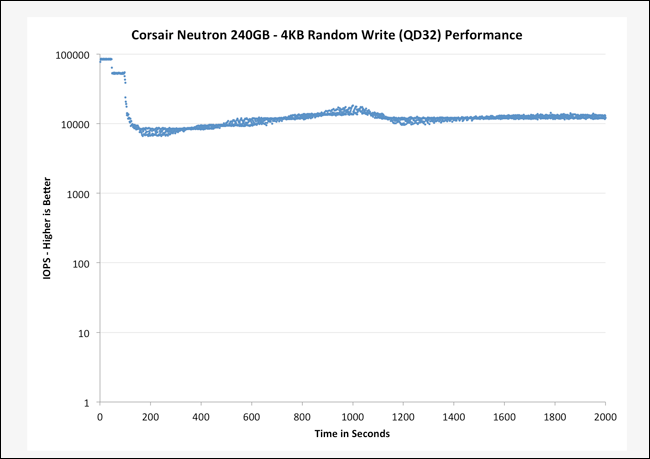 Corsair Neutron 240GB - 4KB Random Write (QD32) Performance
100000
10000
1000
100
10
1
IOPS - Higher is Better
0 200 400 600 800 1000 1200 1400 1600 1800 2000
Time in Seconds